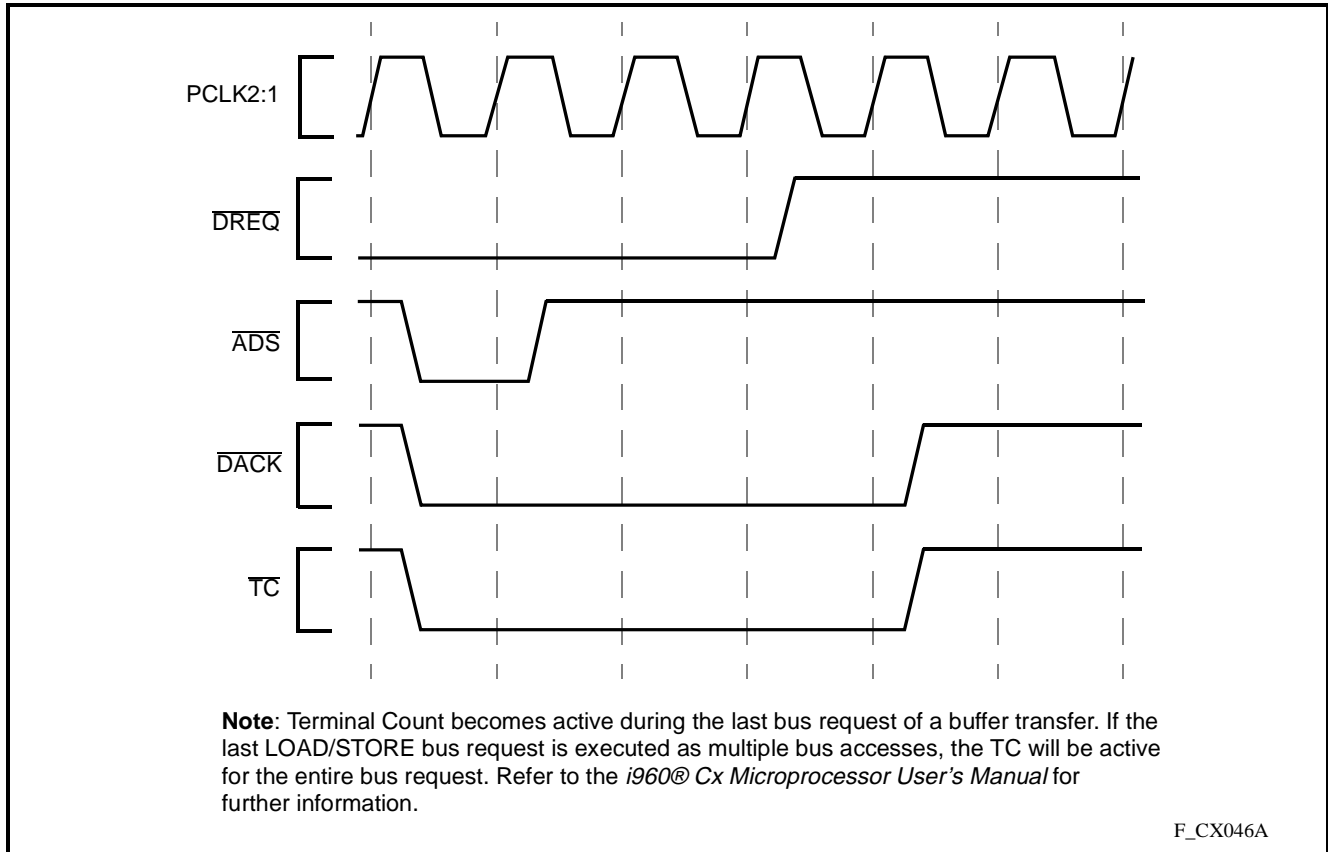 PCLK2:1
DREQ
ADS
DACK
TC
Note: Terminal Count becomes active during the last bus request of a buffer transfer. If the
last LOAD/STORE bus request is executed as multiple bus accesses, the TC will be active
for the entire bus request. Refer to the i960® Cx Microprocessor User's Manual for
further information.
F_CX046A